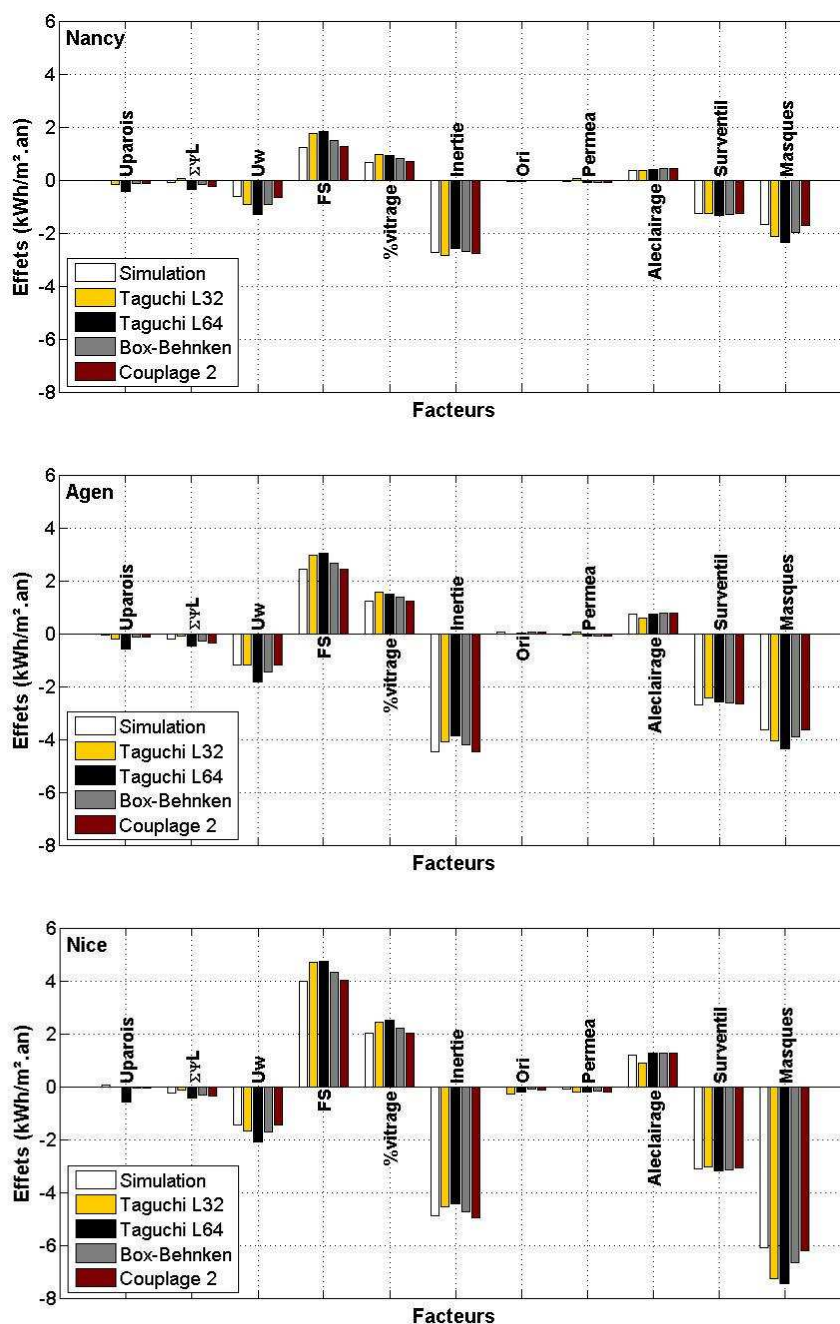 Nancy
Effets (kWh/m².an)
6
4
2
0
-2
-4
-6
-8
Uparois
ΣΨL
Uw
FS
%vitrage
Inertie
Ori
Permea
Aleclairage
Surventil
Masques
Simulation
Taguchi L32
Taguchi L64
Box-Behnken
Couplage 2
Facteurs
Agen
Effets (kWh/m².an)
6
4
2
0
-2
-4
-6
-8
Uparois
ΣΨL
Uw
FS
%vitrage
Inertie
Ori
Permea
Aleclairage
Surventil
Masques
Simulation
Taguchi L32
Taguchi L64
Box-Behnken
Couplage 2
Facteurs
Nice
Effets (kWh/m².an)
6
4
2
0
-2
-4
-6
-8
Uparois
ΣΨL
Uw
FS
%vitrage
Inertie
Ori
Permea
Aleclairage
Surventil
Masques
Simulation
Taguchi L32
Taguchi L64
Box-Behnken
Couplage 2
Facteurs